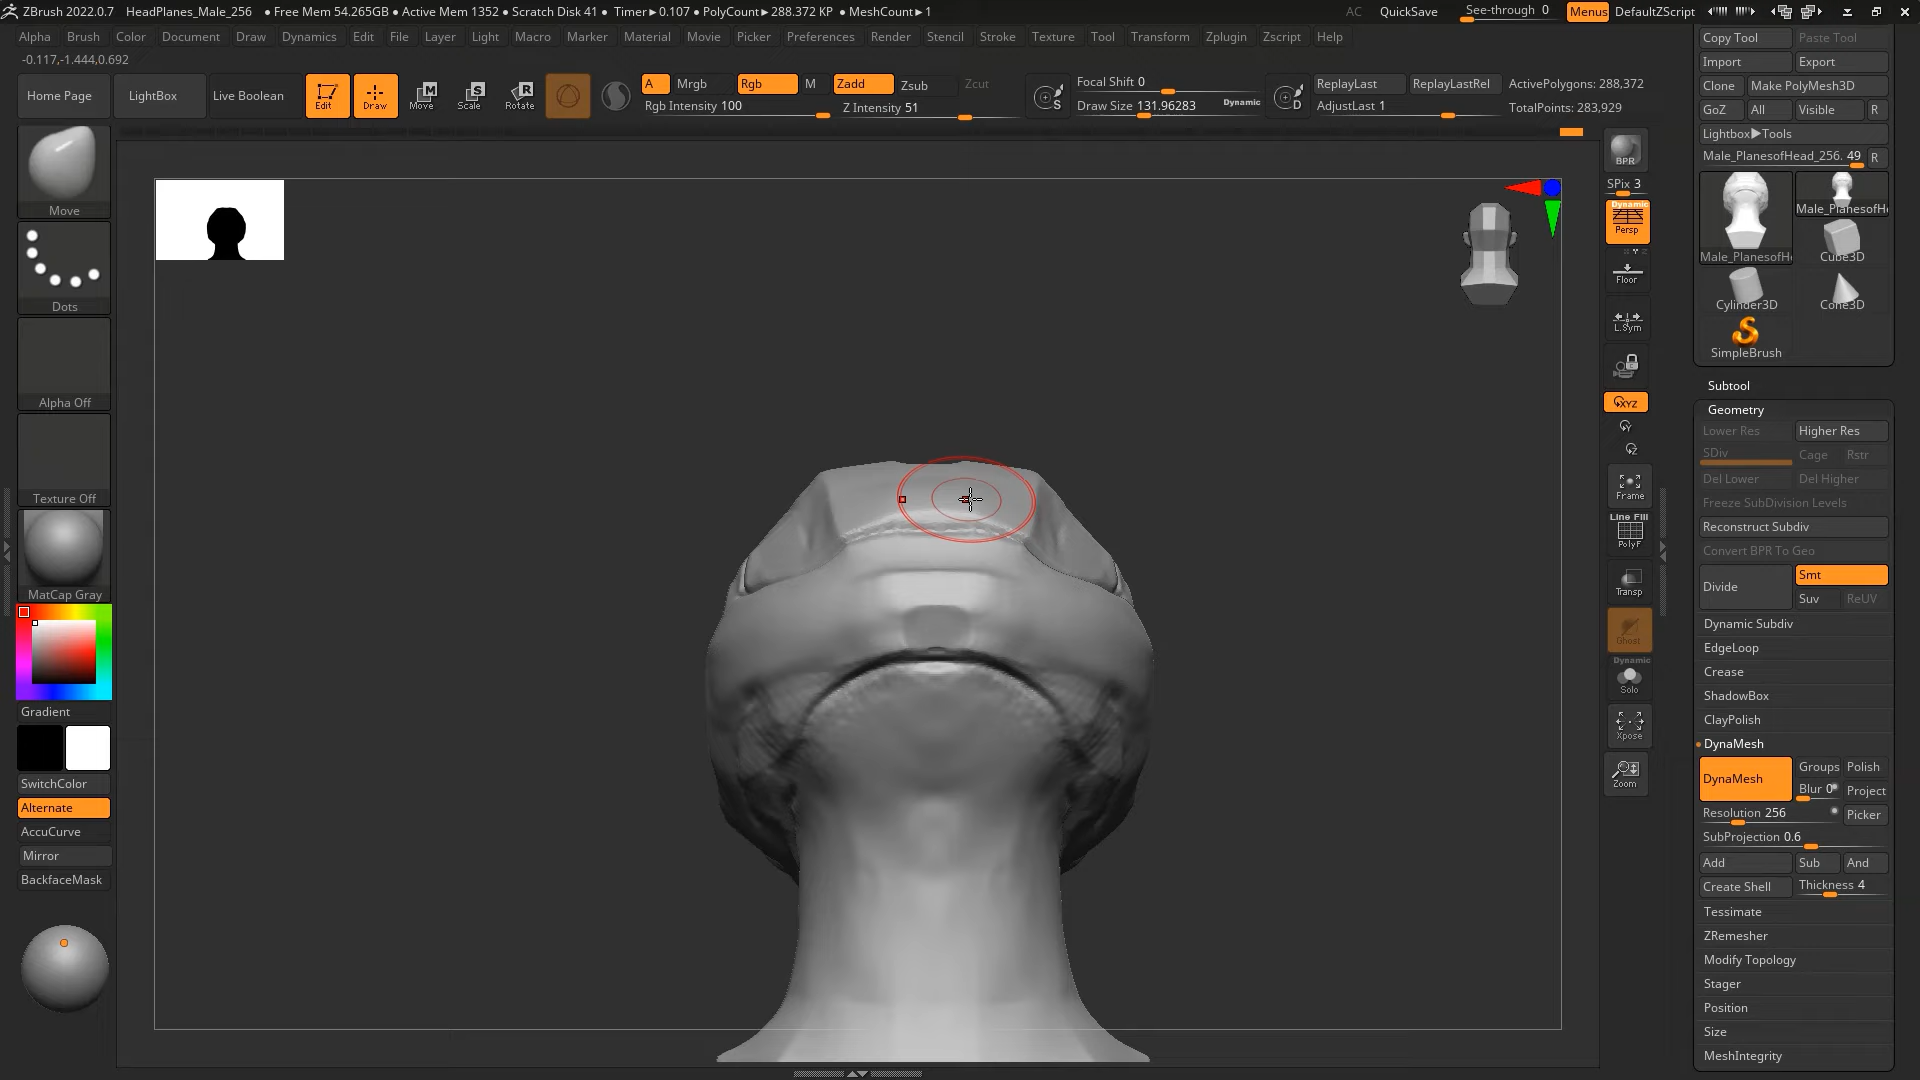 ZBrush 2022.0.7 HeadPlanes_Male_256 ● Free Mem 54.265GB ● Active Mem 1352 ● Scratch Disk 41 ● Timer▸0.107 ● PolyCount▸288.372 KP ● MeshCount▸1 AC QuickSave See-through 0 Menus DefaultZScript
Alpha Brush Color Document Draw Dynamics Edit File Layer Light Macro Marker Material Movie Picker Preferences Render Stencil Stroke Texture Tool Transform Zplugin Zscript Help
-0.117,-1.444,0.692
Home Page LightBox Live Boolean Edit Draw Move Scale Rotate
A Mrgb Rgb M Zadd Zsub Zcut
Rgb Intensity 100 Z Intensity 51
Focal Shift 0
Draw Size 131.96283 Dynamic
S D
ReplayLast ReplayLastRel ActivePolygons: 288,372
AdjustLast 1 TotalPoints: 283,929
Move
Dots
Alpha Off
Texture Off
MatCap Gray
Gradient
SwitchColor
Alternate
AccuCurve
Mirror
BackfaceMask
BPR
SPix 3
Dynamic
Persp
Floor
L.Sym
XYZ
Frame
Line Fill
PolyF
Transp
Ghost
Dynamic
Solo
Xpose
Zoom
Copy Tool Paste Tool
Import Export
Clone Make PolyMesh3D
GoZ All Visible R
Lightbox▶Tools
Male_PlanesofHead_256. 49 R
Male_PlanesofH
Male_PlanesofH Cube3D
Cylinder3D Cone3D
SimpleBrush
Subtool
Geometry
Lower Res Higher Res
SDiv Cage Rstr
Del Lower Del Higher
Freeze SubDivision Levels
Reconstruct Subdiv
Convert BPR To Geo
Divide Smt
Suv ReUV
Dynamic Subdiv
EdgeLoop
Crease
ShadowBox
ClayPolish
DynaMesh
DynaMesh Groups Polish
Blur 0 Project
Resolution 256 Picker
SubProjection 0.6
Add Sub And
Create Shell Thickness 4
Tessimate
ZRemesher
Modify Topology
Stager
Position
Size
MeshIntegrity